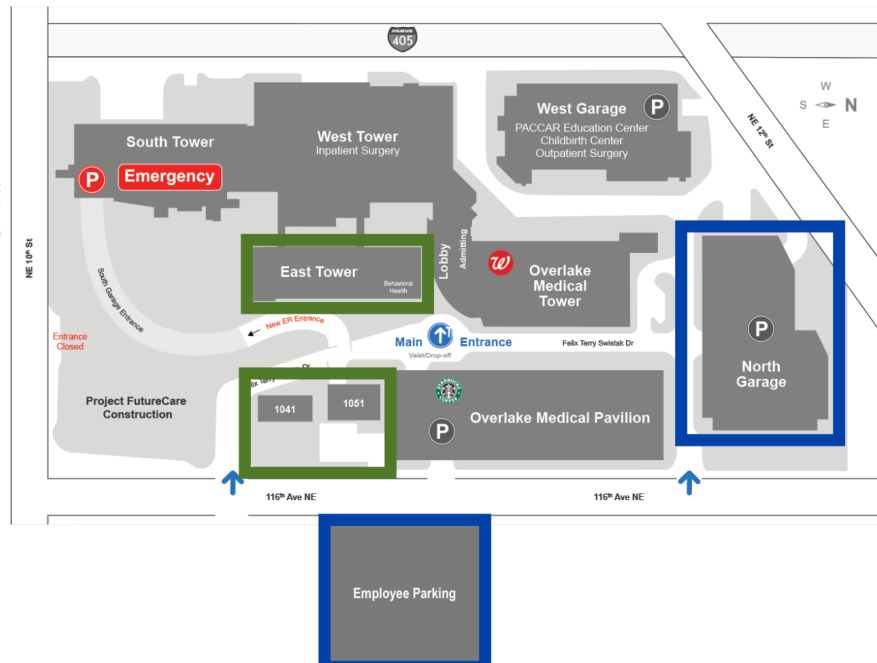 INTERSTATE
405
W
S
N
E
NE 12th St
West Garage
P
PACCAR Education Center
Childbirth Center
Outpatient Surgery
South Tower
West Tower
Inpatient Surgery
P
Emergency
NE 10th St
South Garage Entrance
East Tower
Behavioral
Health
Lobby
Admitting
W
Overlake
Medical
Tower
P
North
Garage
New ER Entrance
Entrance
Closed
Main
Entrance
Valet/Drop-off
Felix Terry Swistak Dr
Project FutureCare
Construction
1041
1051
STARBUCKS
COFFEE
P
Overlake Medical Pavilion
116th Ave NE
116th Ave NE
Employee Parking